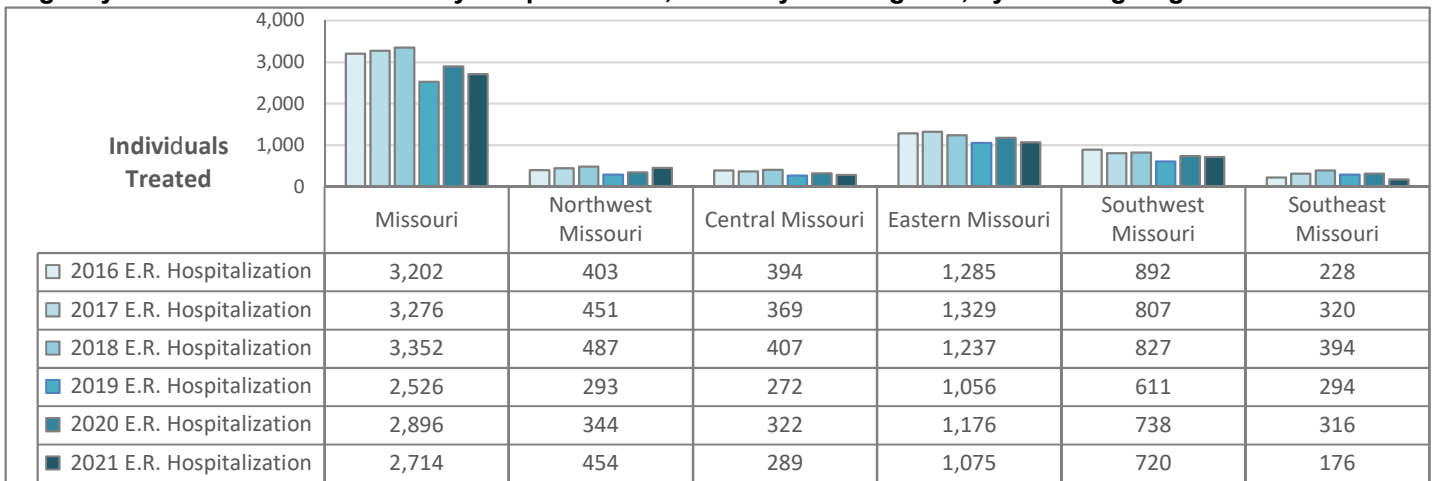 4,000
3,000
2,000
1,000
0
Individuals
Treated
Missouri
Northwest
Missouri
Central Missouri
Eastern Missouri
Southwest
Missouri
Southeast
Missouri
2016 E.R. Hospitalization 3,202 403 394 1,285 892 228
2017 E.R. Hospitalization 3,276 451 369 1,329 807 320
2018 E.R. Hospitalization 3,352 487 407 1,237 827 394
2019 E.R. Hospitalization 2,526 293 272 1,056 611 294
2020 E.R. Hospitalization 2,896 344 322 1,176 738 316
2021 E.R. Hospitalization 2,714 454 289 1,075 720 176